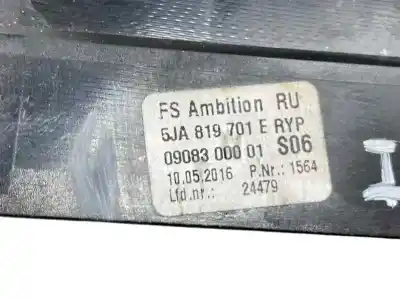 FS Ambition RU
5JA 819 701 E RYP
09083 000 01 S06
10.05.2016 P.Nr.: 1564
Lfd.nr.: 24479